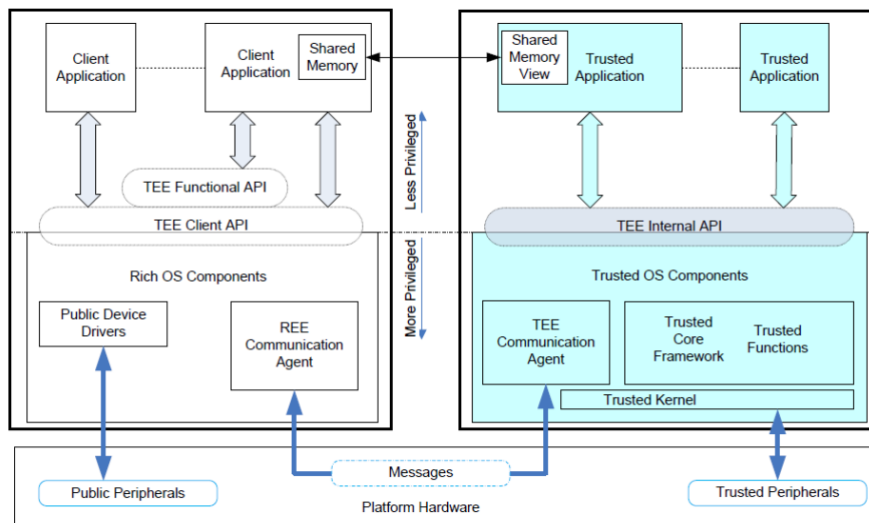 Client
Application
Client
Application
Shared
Memory
Shared
Memory
View
Trusted
Application
Trusted
Application
Less Privileged
TEE Functional API
TEE Client API
TEE Internal API
More Privileged
Rich OS Components
Trusted OS Components
Public Device
Drivers
REE
Communication
Agent
TEE
Communication
Agent
Trusted
Core
Framework
Trusted
Functions
Trusted Kernel
Messages
Public Peripherals
Trusted Peripherals
Platform Hardware